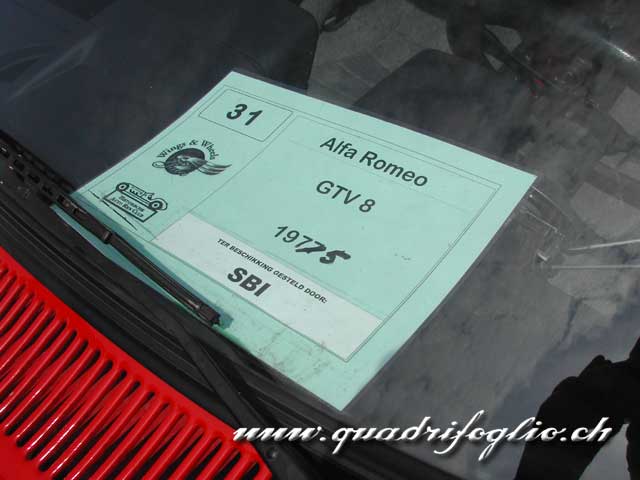 31
Wings & Wheels
Alfa Romeo
GTV 8
19775
TER BESCHIKKING GESTELD DOOR:
SBI
www.quadrifoglio.ch